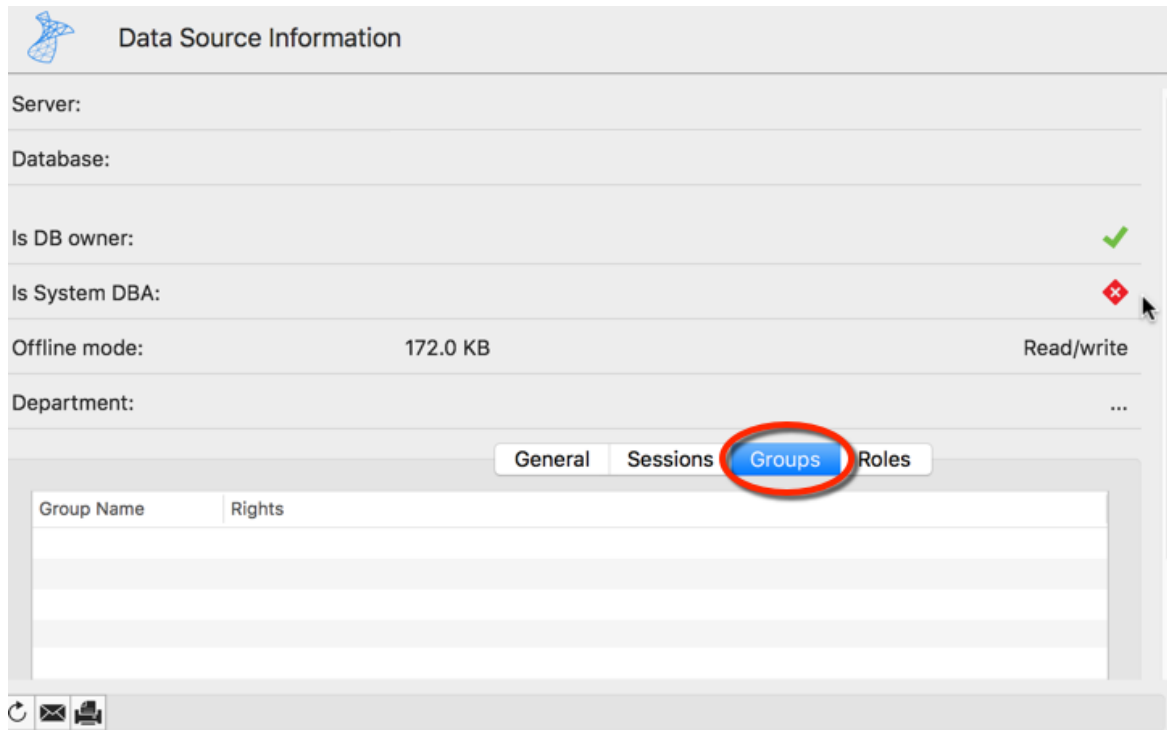 Data Source Information
Server:
Database:
Is DB owner:
Is System DBA:
Offline mode: 172.0 KB Read/write
Department: ...
General Sessions Groups Roles
Group Name Rights